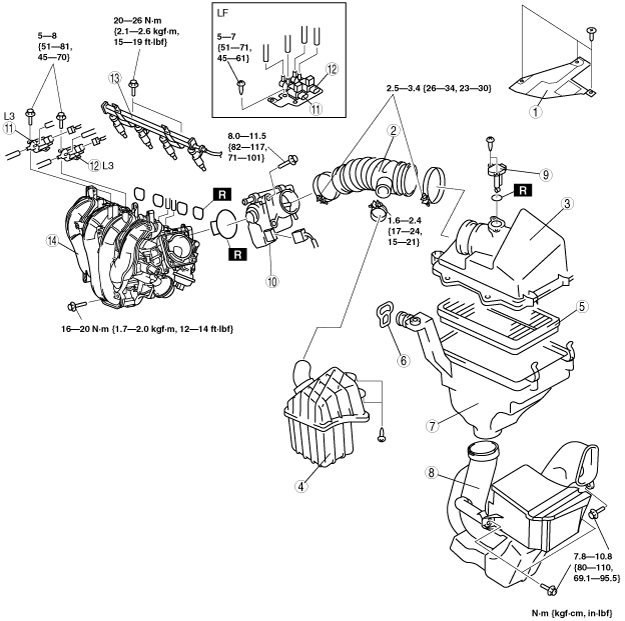 20—26 N·m
{2.1—2.6 kgf·m,
15—19 ft·lbf}
LF
5—8
{51—81,
45—70}
5—7
{51—71,
45—61}
12
11
13
2.5—3.4 {26—34, 23—30}
1
L3
11
12 L3
8.0—11.5
{82—117,
71—101}
2
9
R
R
3
1.6—2.4
{17—24,
15—21}
14
R
10
16—20 N·m {1.7—2.0 kgf·m, 12—14 ft·lbf}
5
6
7
4
8
7.8—10.8
{80—110,
69.1—95.5}
N·m {kgf·cm, in·lbf}